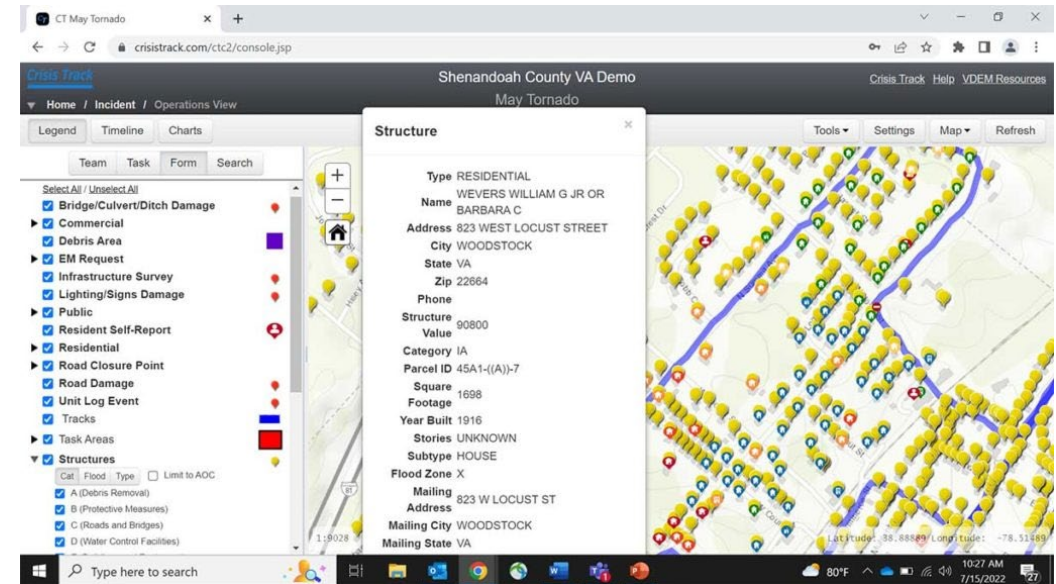 CT May Tornado
crisistrack.com/ctc2/console.jsp
Crisis Track
Shenandoah County VA Demo
Crisis Track Help VDEM Resources
Home / Incident / Operations View
May Tornado
Legend Timeline Charts
Tools Settings Map Refresh
Team Task Form Search
Select All / Unselect All
Bridge/Culvert/Ditch Damage
Commercial
Debris Area
EM Request
Infrastructure Survey
Lighting/Signs Damage
Public
Resident Self-Report
Residential
Road Closure Point
Road Damage
Unit Log Event
Tracks
Task Areas
Structures
Cat Flood Type Limit to AOC
A (Debris Removal)
B (Protective Measures)
C (Roads and Bridges)
D (Water Control Facilities)
+
−
Structure ×
Type RESIDENTIAL
Name WEVERS WILLIAM G JR OR
BARBARA C
Address 823 WEST LOCUST STREET
City WOODSTOCK
State VA
Zip 22664
Phone
Structure
Value 90800
Category IA
Parcel ID 45A1-((A))-7
Square
Footage 1698
Year Built 1916
Stories UNKNOWN
Subtype HOUSE
Flood Zone X
Mailing
Address 823 W LOCUST ST
Mailing City WOODSTOCK
Mailing State VA
81
1:9028
Latitude: 38.88889 Longitude: -78.51489
Type here to search
80°F
10:27 AM
7/15/2022
27